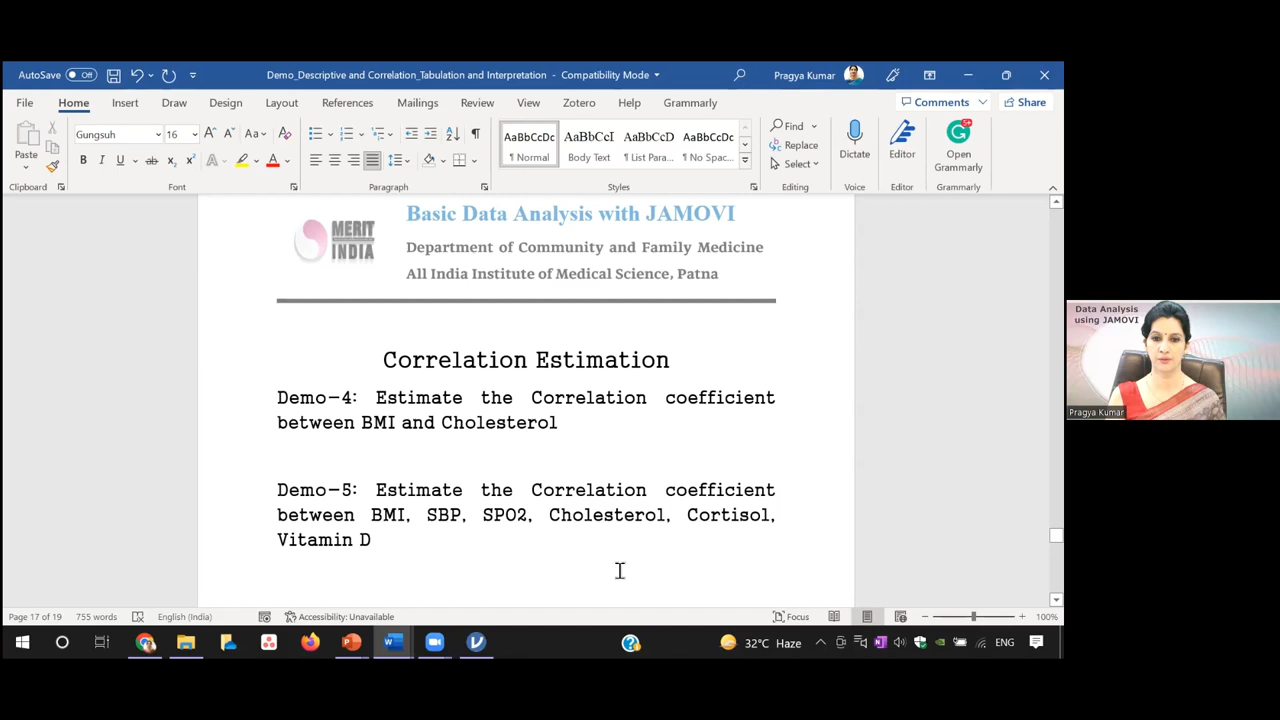 AutoSave Off
Demo_Descriptive and Correlation_Tabulation and Interpretation - Compatibility Mode
Pragya Kumar
File Home Insert Draw Design Layout References Mailings Review View Zotero Help Grammarly
Comments Share
Paste
Gungsuh 16
AaBbCcDc AaBbCcI AaBbCcD AaBbCcDc
¶ Normal Body Text ¶ List Para... ¶ No Spac...
Find
Replace
Select
Dictate
Editor
Open
Grammarly
Clipboard Font Paragraph Styles Editing Voice Editor Grammarly
MERIT
INDIA
Basic Data Analysis with JAMOVI
Department of Community and Family Medicine
All India Institute of Medical Science, Patna
Correlation Estimation
Demo-4: Estimate the Correlation coefficient
between BMI and Cholesterol
Demo-5: Estimate the Correlation coefficient
between BMI, SBP, SPO2, Cholesterol, Cortisol,
Vitamin D
Data Analysis
using JAMOVI
Pragya Kumar
Page 17 of 19 755 words English (India) Accessibility: Unavailable Focus 100%
32°C Haze ENG